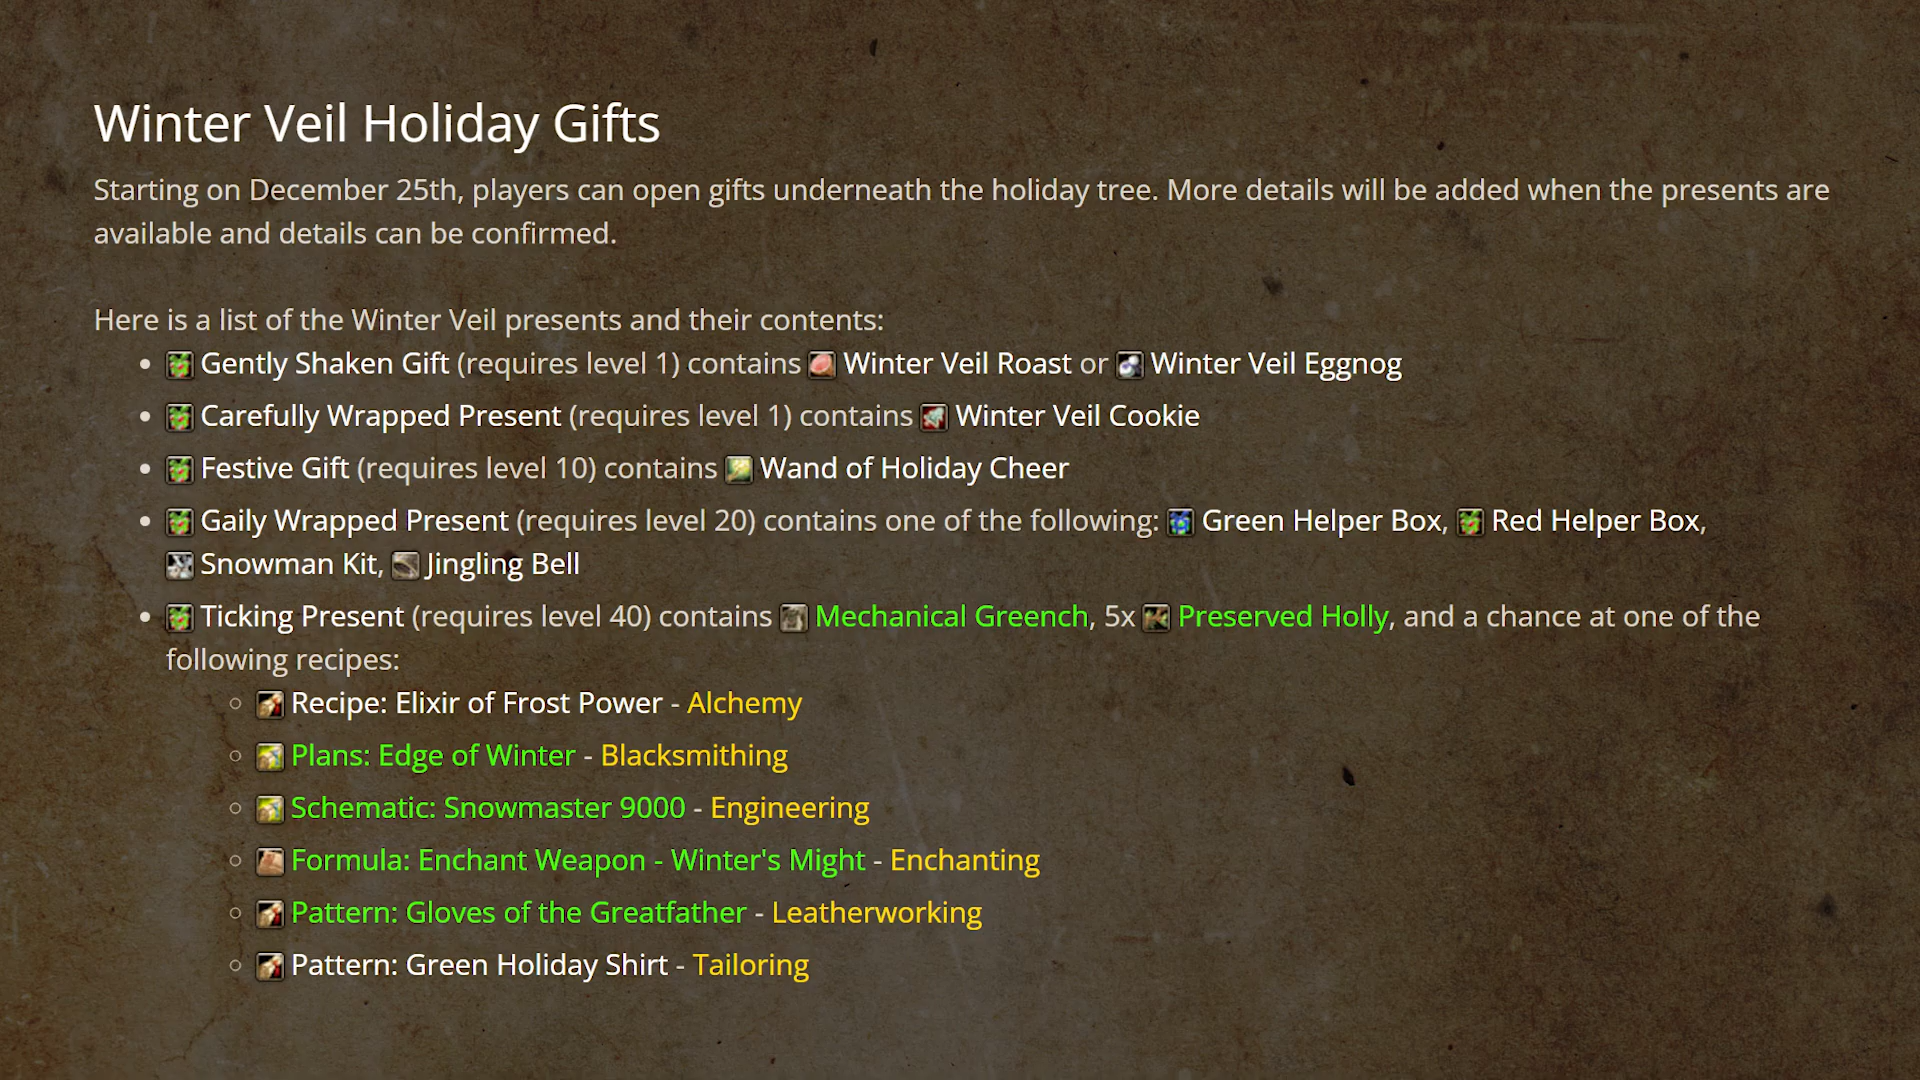 Winter Veil Holiday Gifts
Starting on December 25th, players can open gifts underneath the holiday tree. More details will be added when the presents are
available and details can be confirmed.
Here is a list of the Winter Veil presents and their contents:
• Gently Shaken Gift (requires level 1) contains Winter Veil Roast or Winter Veil Eggnog
• Carefully Wrapped Present (requires level 1) contains Winter Veil Cookie
• Festive Gift (requires level 10) contains Wand of Holiday Cheer
• Gaily Wrapped Present (requires level 20) contains one of the following: Green Helper Box, Red Helper Box,
Snowman Kit, Jingling Bell
• Ticking Present (requires level 40) contains Mechanical Greench, 5x Preserved Holly, and a chance at one of the
following recipes:
○ Recipe: Elixir of Frost Power - Alchemy
○ Plans: Edge of Winter - Blacksmithing
○ Schematic: Snowmaster 9000 - Engineering
○ Formula: Enchant Weapon - Winter's Might - Enchanting
○ Pattern: Gloves of the Greatfather - Leatherworking
○ Pattern: Green Holiday Shirt - Tailoring